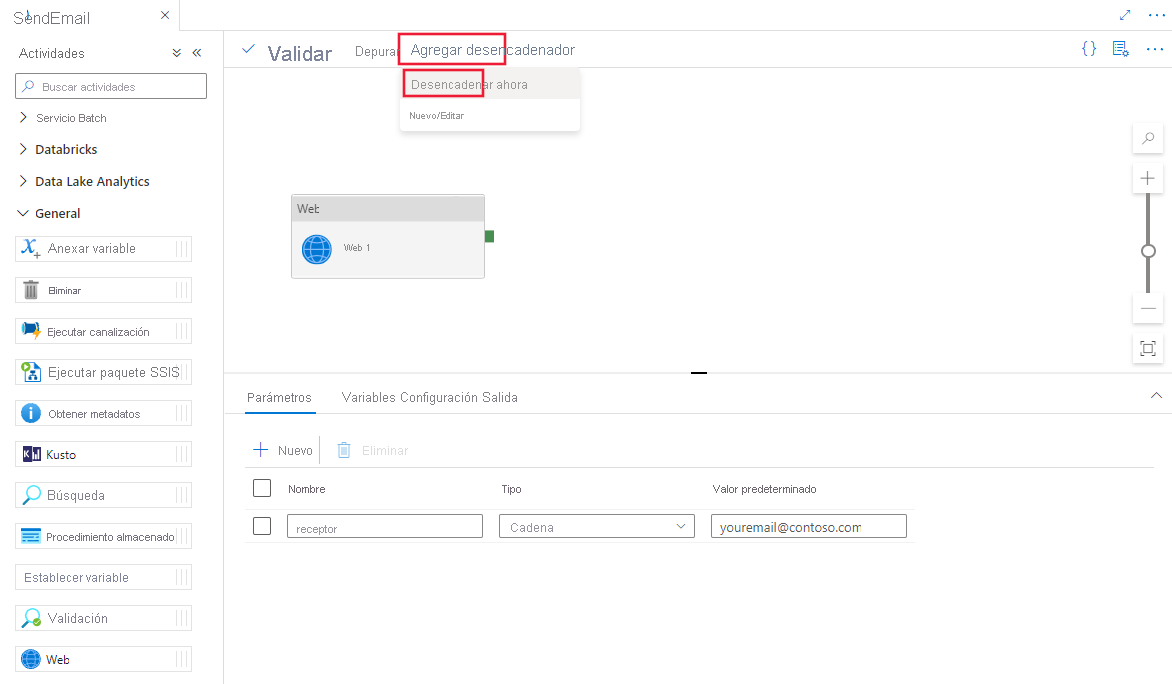 SendEmail
Actividades
Buscar actividades
Servicio Batch
Databricks
Data Lake Analytics
General
Anexar variable
Eliminar
Ejecutar canalización
Ejecutar paquete SSIS
Obtener metadatos
Kusto
Búsqueda
Procedimiento almacenado
Establecer variable
Validación
Web
Validar
Depurar
Agregar desencadenador
Desencadenar ahora
Nuevo/Editar
{}
Web
Web 1
Parámetros
Variables Configuración Salida
Nuevo
Eliminar
Nombre Tipo Valor predeterminado
receptor Cadena youremail@contoso.com